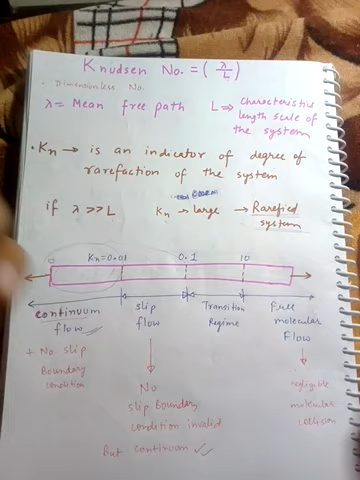 Knudsen No. = (λ/L)
· Dimensionless No.
λ = Mean free path L ⇒ characteristic
length scale of
the system
· Kn → is an indicator of degree of
rarefaction of the system
if λ >> L Kn → large → Rarefied
system
0 Kn = 0.01 0.1 10
continuum flow
slip flow
Transition Regime
Free molecular Flow
+ No slip
Boundary
condition
No
slip Boundary
condition invalid
But continuum ✓
negligible
molecular
collision